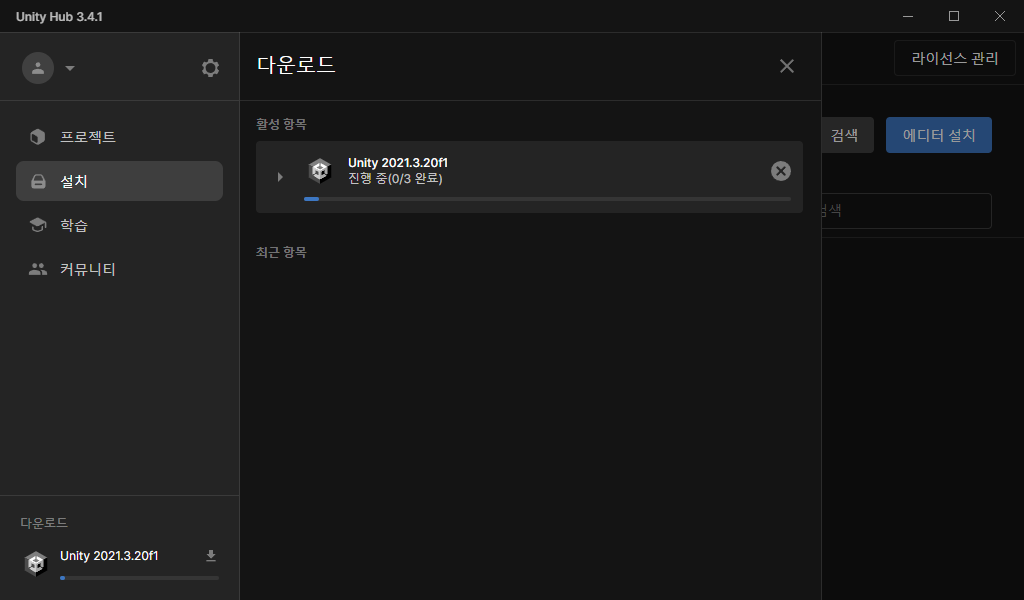 Unity Hub 3.4.1
다운로드
라이선스 관리
프로젝트
설치
학습
커뮤니티
활성 항목
Unity 2021.3.20f1
진행 중(0/3 완료)
최근 항목
검색
에디터 설치
검색
다운로드
Unity 2021.3.20f1